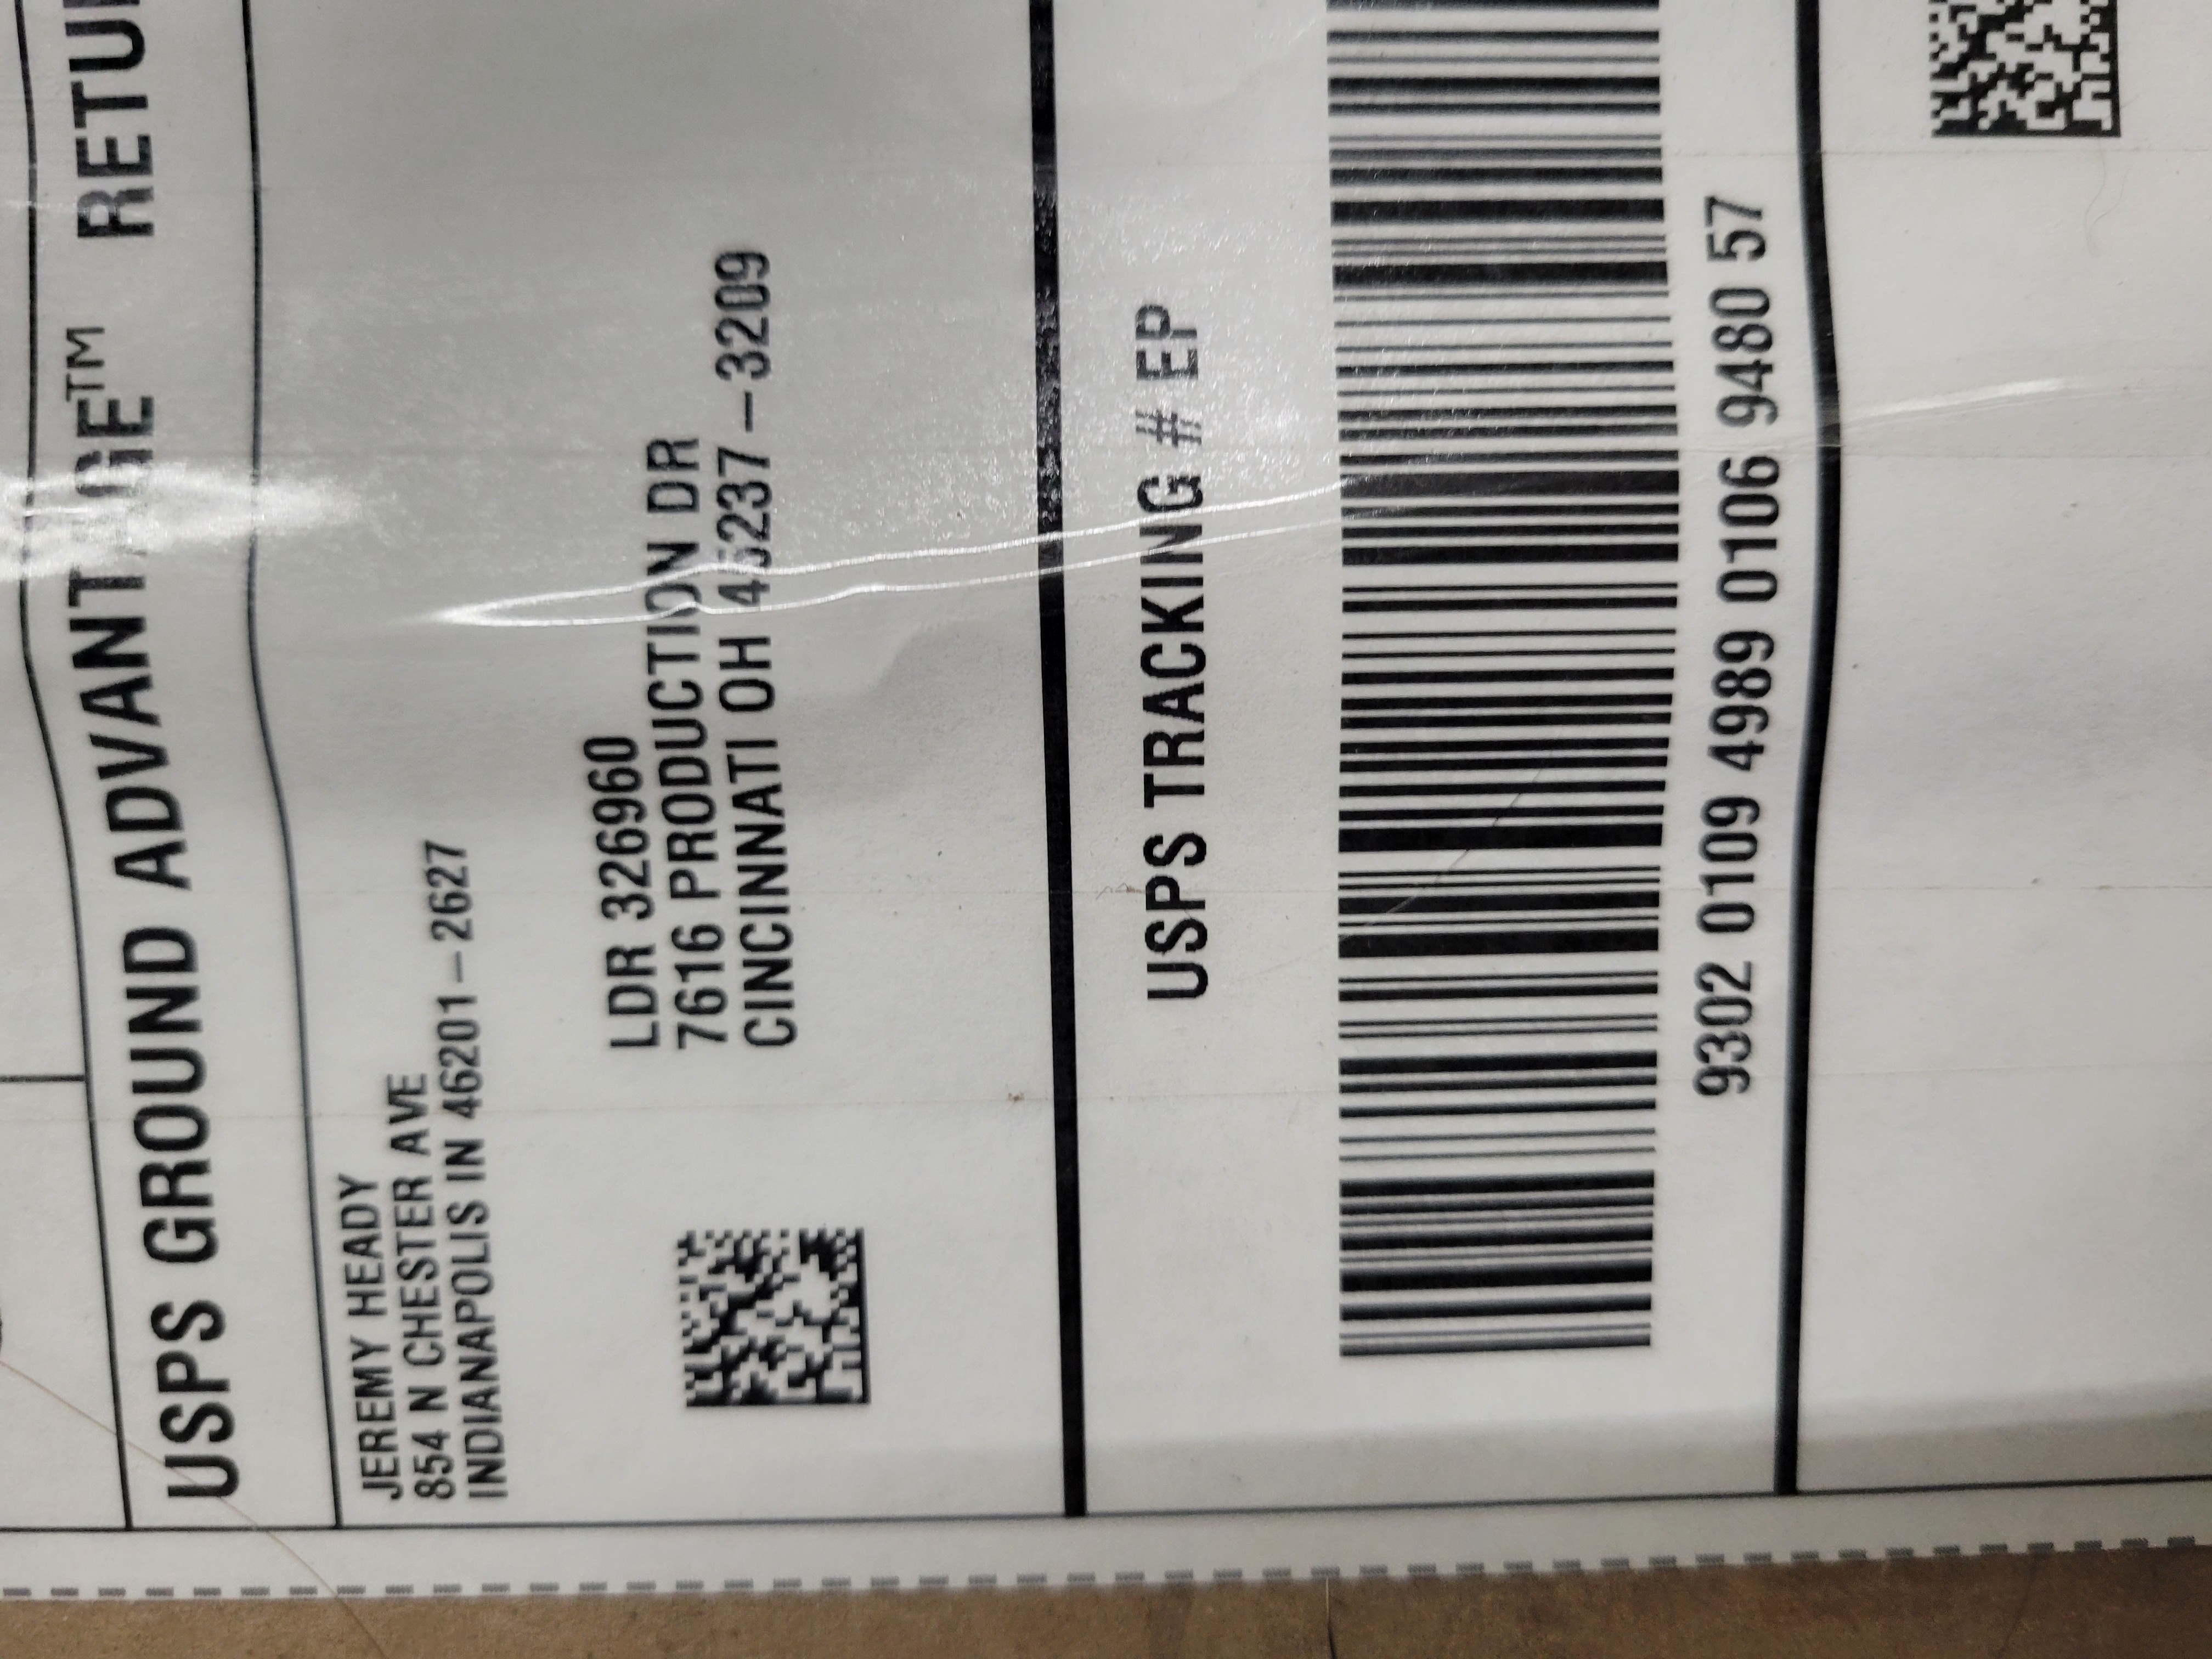 USPS GROUND ADVANTAGE™ RETU
JEREMY HEADY
854 N CHESTER AVE
INDIANAPOLIS IN 46201-2627
LDR 326960
7616 PRODUCTION DR
CINCINNATI OH 45237-3209
USPS TRACKING # EP
9302 0109 4989 0106 9480 57